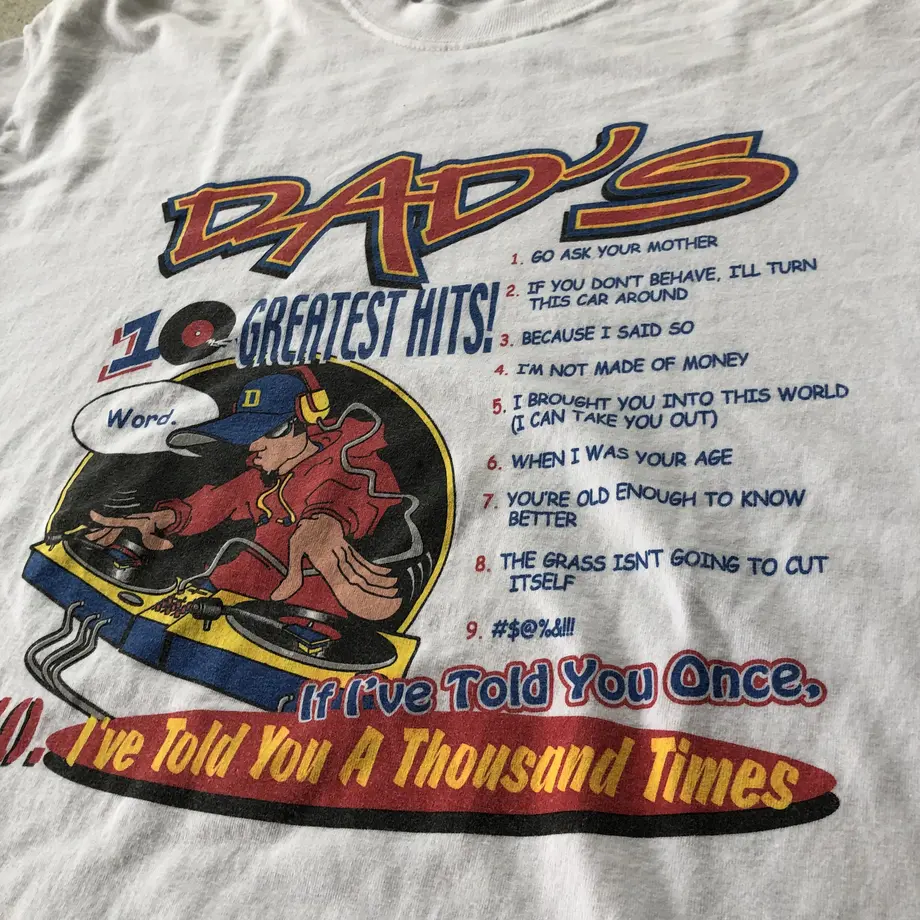 DAD'S
10 GREATEST HITS!
Word.
D
1. GO ASK YOUR MOTHER
2. IF YOU DON'T BEHAVE, I'LL TURN
THIS CAR AROUND
3. BECAUSE I SAID SO
4. I'M NOT MADE OF MONEY
5. I BROUGHT YOU INTO THIS WORLD
(I CAN TAKE YOU OUT)
6. WHEN I WAS YOUR AGE
7. YOU'RE OLD ENOUGH TO KNOW
BETTER
8. THE GRASS ISN'T GOING TO CUT
ITSELF
9. #$@%&!!!
If I've Told You Once,
10. I've Told You A Thousand Times